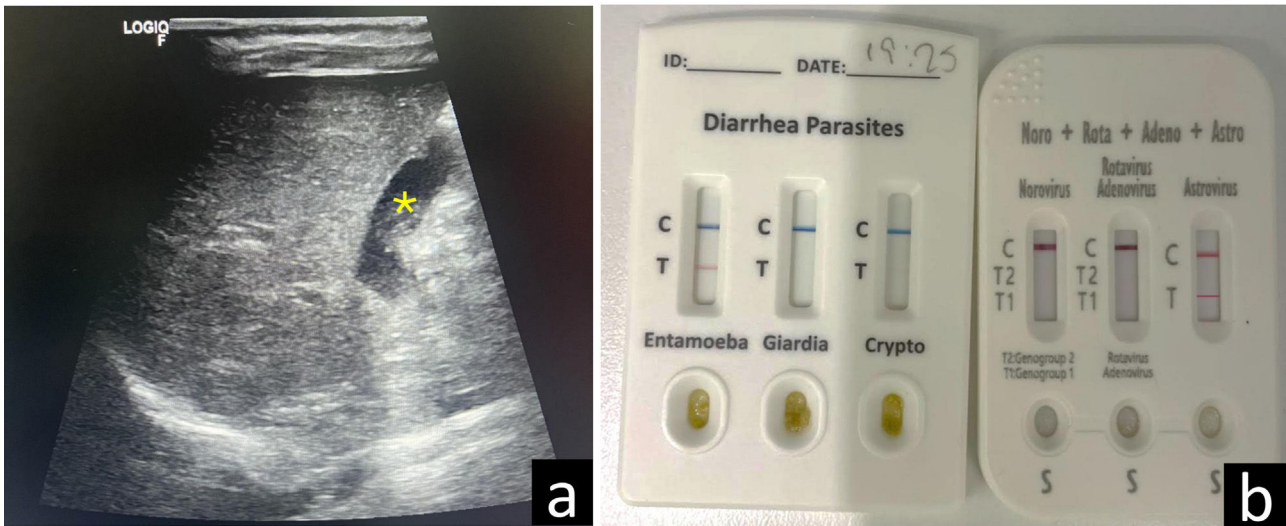 LOGIQ
F
a
ID:________ DATE: 19:25
Diarrhea Parasites
C C C
T T T
Entamoeba Giardia Crypto
Noro + Rota + Adeno + Astro
Norovirus Rotavirus Adenovirus Astrovirus
C C C
T2 T2 T
T1 T1
T2:Genogroup 2 Rotavirus
T1:Genogroup 1 Adenovirus
S S S
b